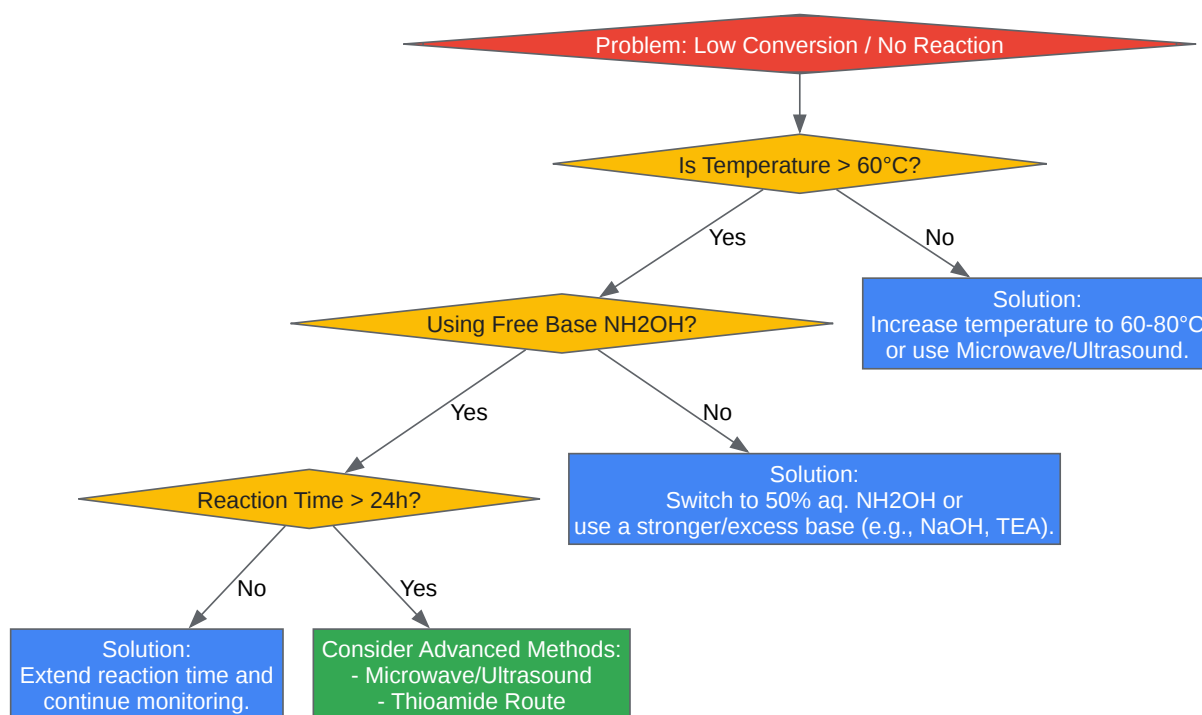 Problem: Low Conversion / No Reaction
Is Temperature > 60°C?
Yes
No
Solution:
Increase temperature to 60-80°C
or use Microwave/Ultrasound.
Using Free Base NH2OH?
Yes
No
Solution:
Switch to 50% aq. NH2OH or
use a stronger/excess base (e.g., NaOH, TEA).
Reaction Time > 24h?
No
Yes
Solution:
Extend reaction time and
continue monitoring.
Consider Advanced Methods:
- Microwave/Ultrasound
- Thioamide Route